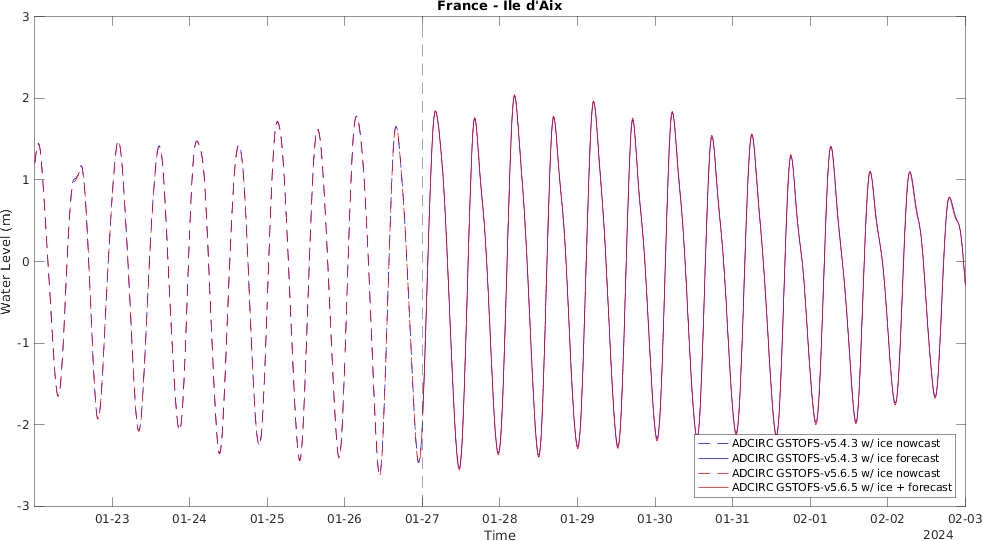 France - Ile d'Aix
3
2
1
0
-1
-2
-3
Water Level (m)
ADCIRC GSTOFS-v5.4.3 w/ ice nowcast
ADCIRC GSTOFS-v5.4.3 w/ ice forecast
ADCIRC GSTOFS-v5.6.5 w/ ice nowcast
ADCIRC GSTOFS-v5.6.5 w/ ice + forecast
01-23 01-24 01-25 01-26 01-27 01-28 01-29 01-30 01-31 02-01 02-02 02-03
Time 2024